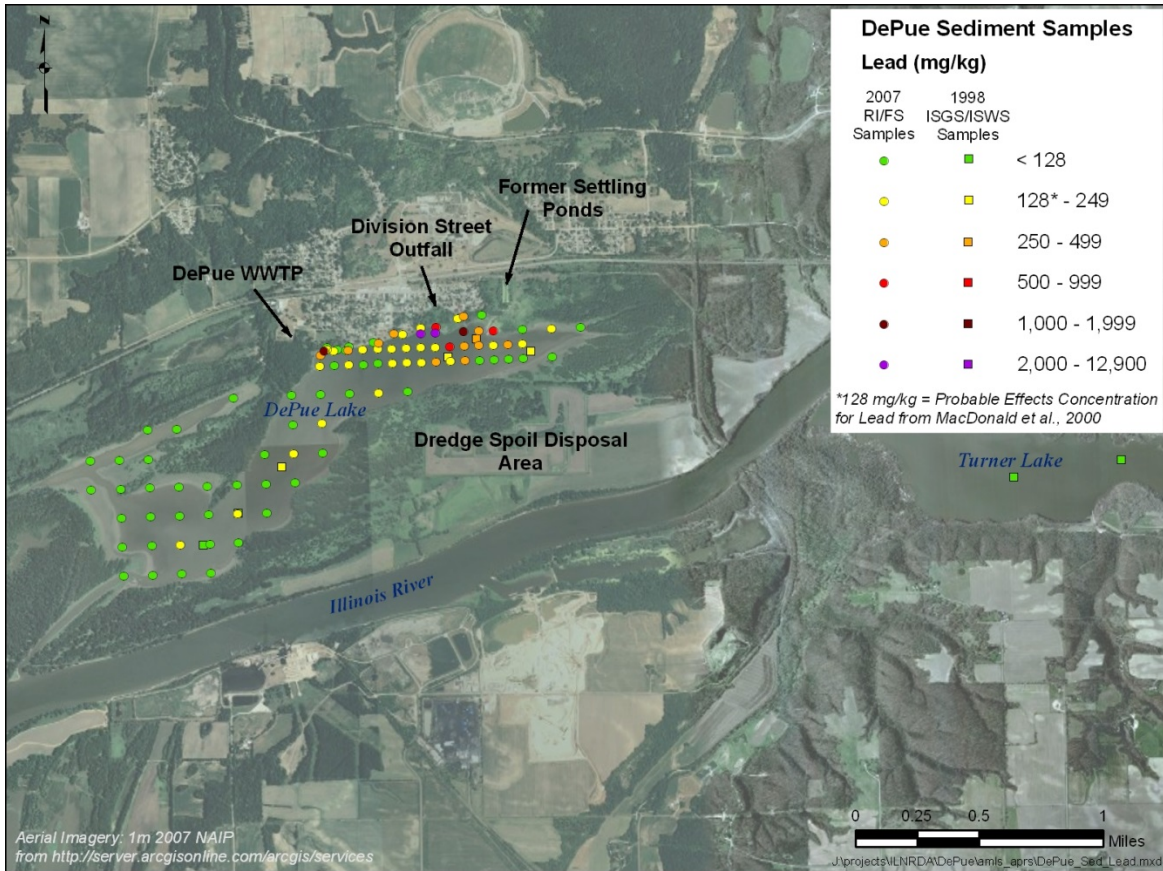 N
DePue Sediment Samples
Lead (mg/kg)
2007
RI/FS
Samples
1998
ISGS/ISWS
Samples
< 128
128* - 249
250 - 499
500 - 999
1,000 - 1,999
2,000 - 12,900
*128 mg/kg = Probable Effects Concentration
for Lead from MacDonald et al., 2000
Former Settling
Ponds
Division Street
Outfall
DePue WWTP
DePue Lake
Dredge Spoil Disposal
Area
Turner Lake
Illinois River
0 0.25 0.5 1
Miles
Aerial Imagery: 1m 2007 NAIP
from http://server.arcgisonline.com/arcgis/services
J:\projects\ILNRDA\DePue\amls_aprs\DePue_Sed_Lead.mxd